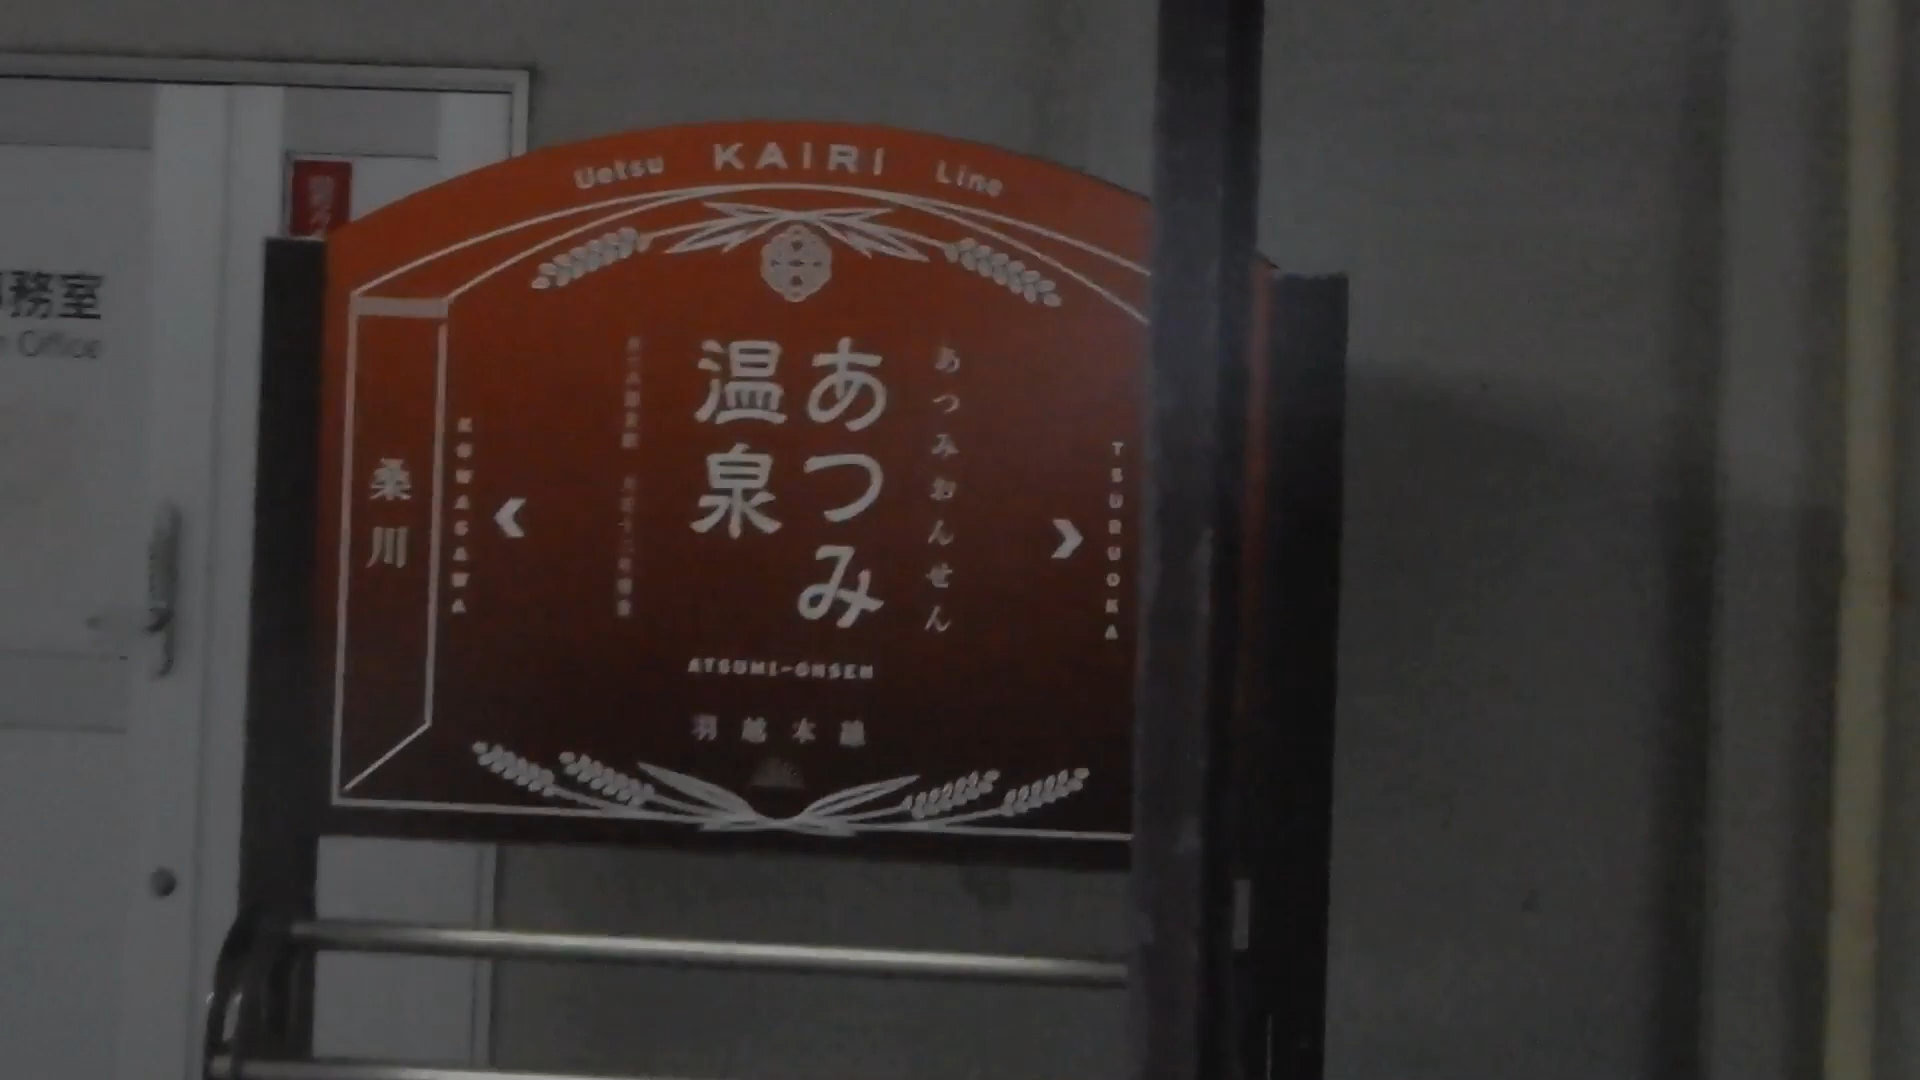 Uetsu KAIRI Line
あつみおんせん
あつみ
温泉
ATSUMI-ONSEN
羽越本線
桑川
KUWAGAWA
TSURUOKA
務室
Office